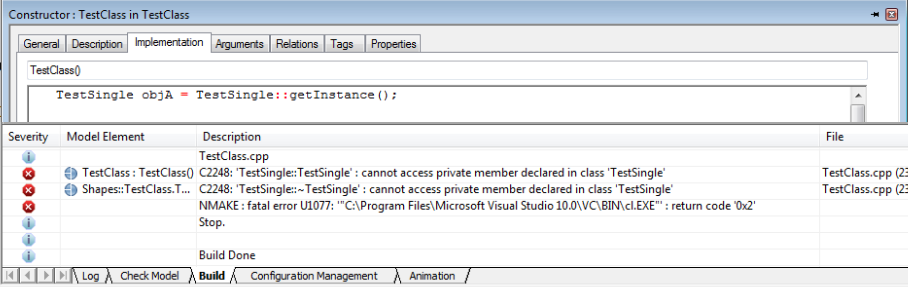 Constructor : TestClass in TestClass
General Description Implementation Arguments Relations Tags Properties
TestClass()
TestSingle objA = TestSingle::getInstance();
Severity Model Element Description File
TestClass.cpp
TestClass : TestClass() C2248: 'TestSingle::TestSingle' : cannot access private member declared in class 'TestSingle' TestClass.cpp (23
Shapes::TestClass.T... C2248: 'TestSingle::~TestSingle' : cannot access private member declared in class 'TestSingle' TestClass.cpp (23
NMAKE : fatal error U1077: '"C:\Program Files\Microsoft Visual Studio 10.0\VC\BIN\cl.EXE"' : return code '0x2'
Stop.
Build Done
Log Check Model Build Configuration Management Animation